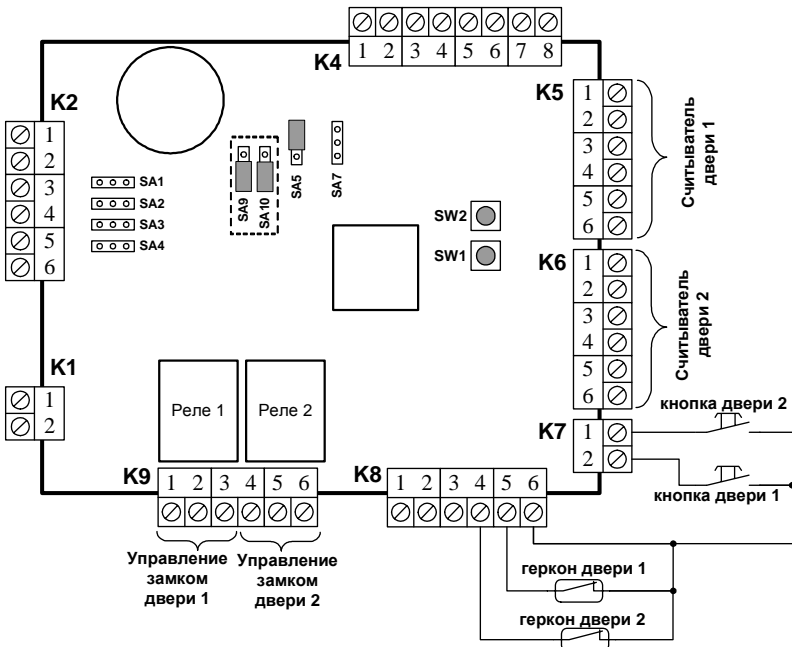 K4
1 2 3 4 5 6 7 8
K2
1
2
3
4
5
6
SA1
SA2
SA3
SA4
SA9
SA10
SA5
SA7
SW2
SW1
K5
1
2
3
4
5
6
Считыватель
двери 1
K6
1
2
3
4
5
6
Считыватель
двери 2
K1
1
2
Реле 1
Реле 2
K7
1
2
кнопка двери 2
кнопка двери 1
K9
1 2 3 4 5 6
K8
1 2 3 4 5 6
Управление
замком
двери 1
Управление
замком
двери 2
геркон двери 1
геркон двери 2